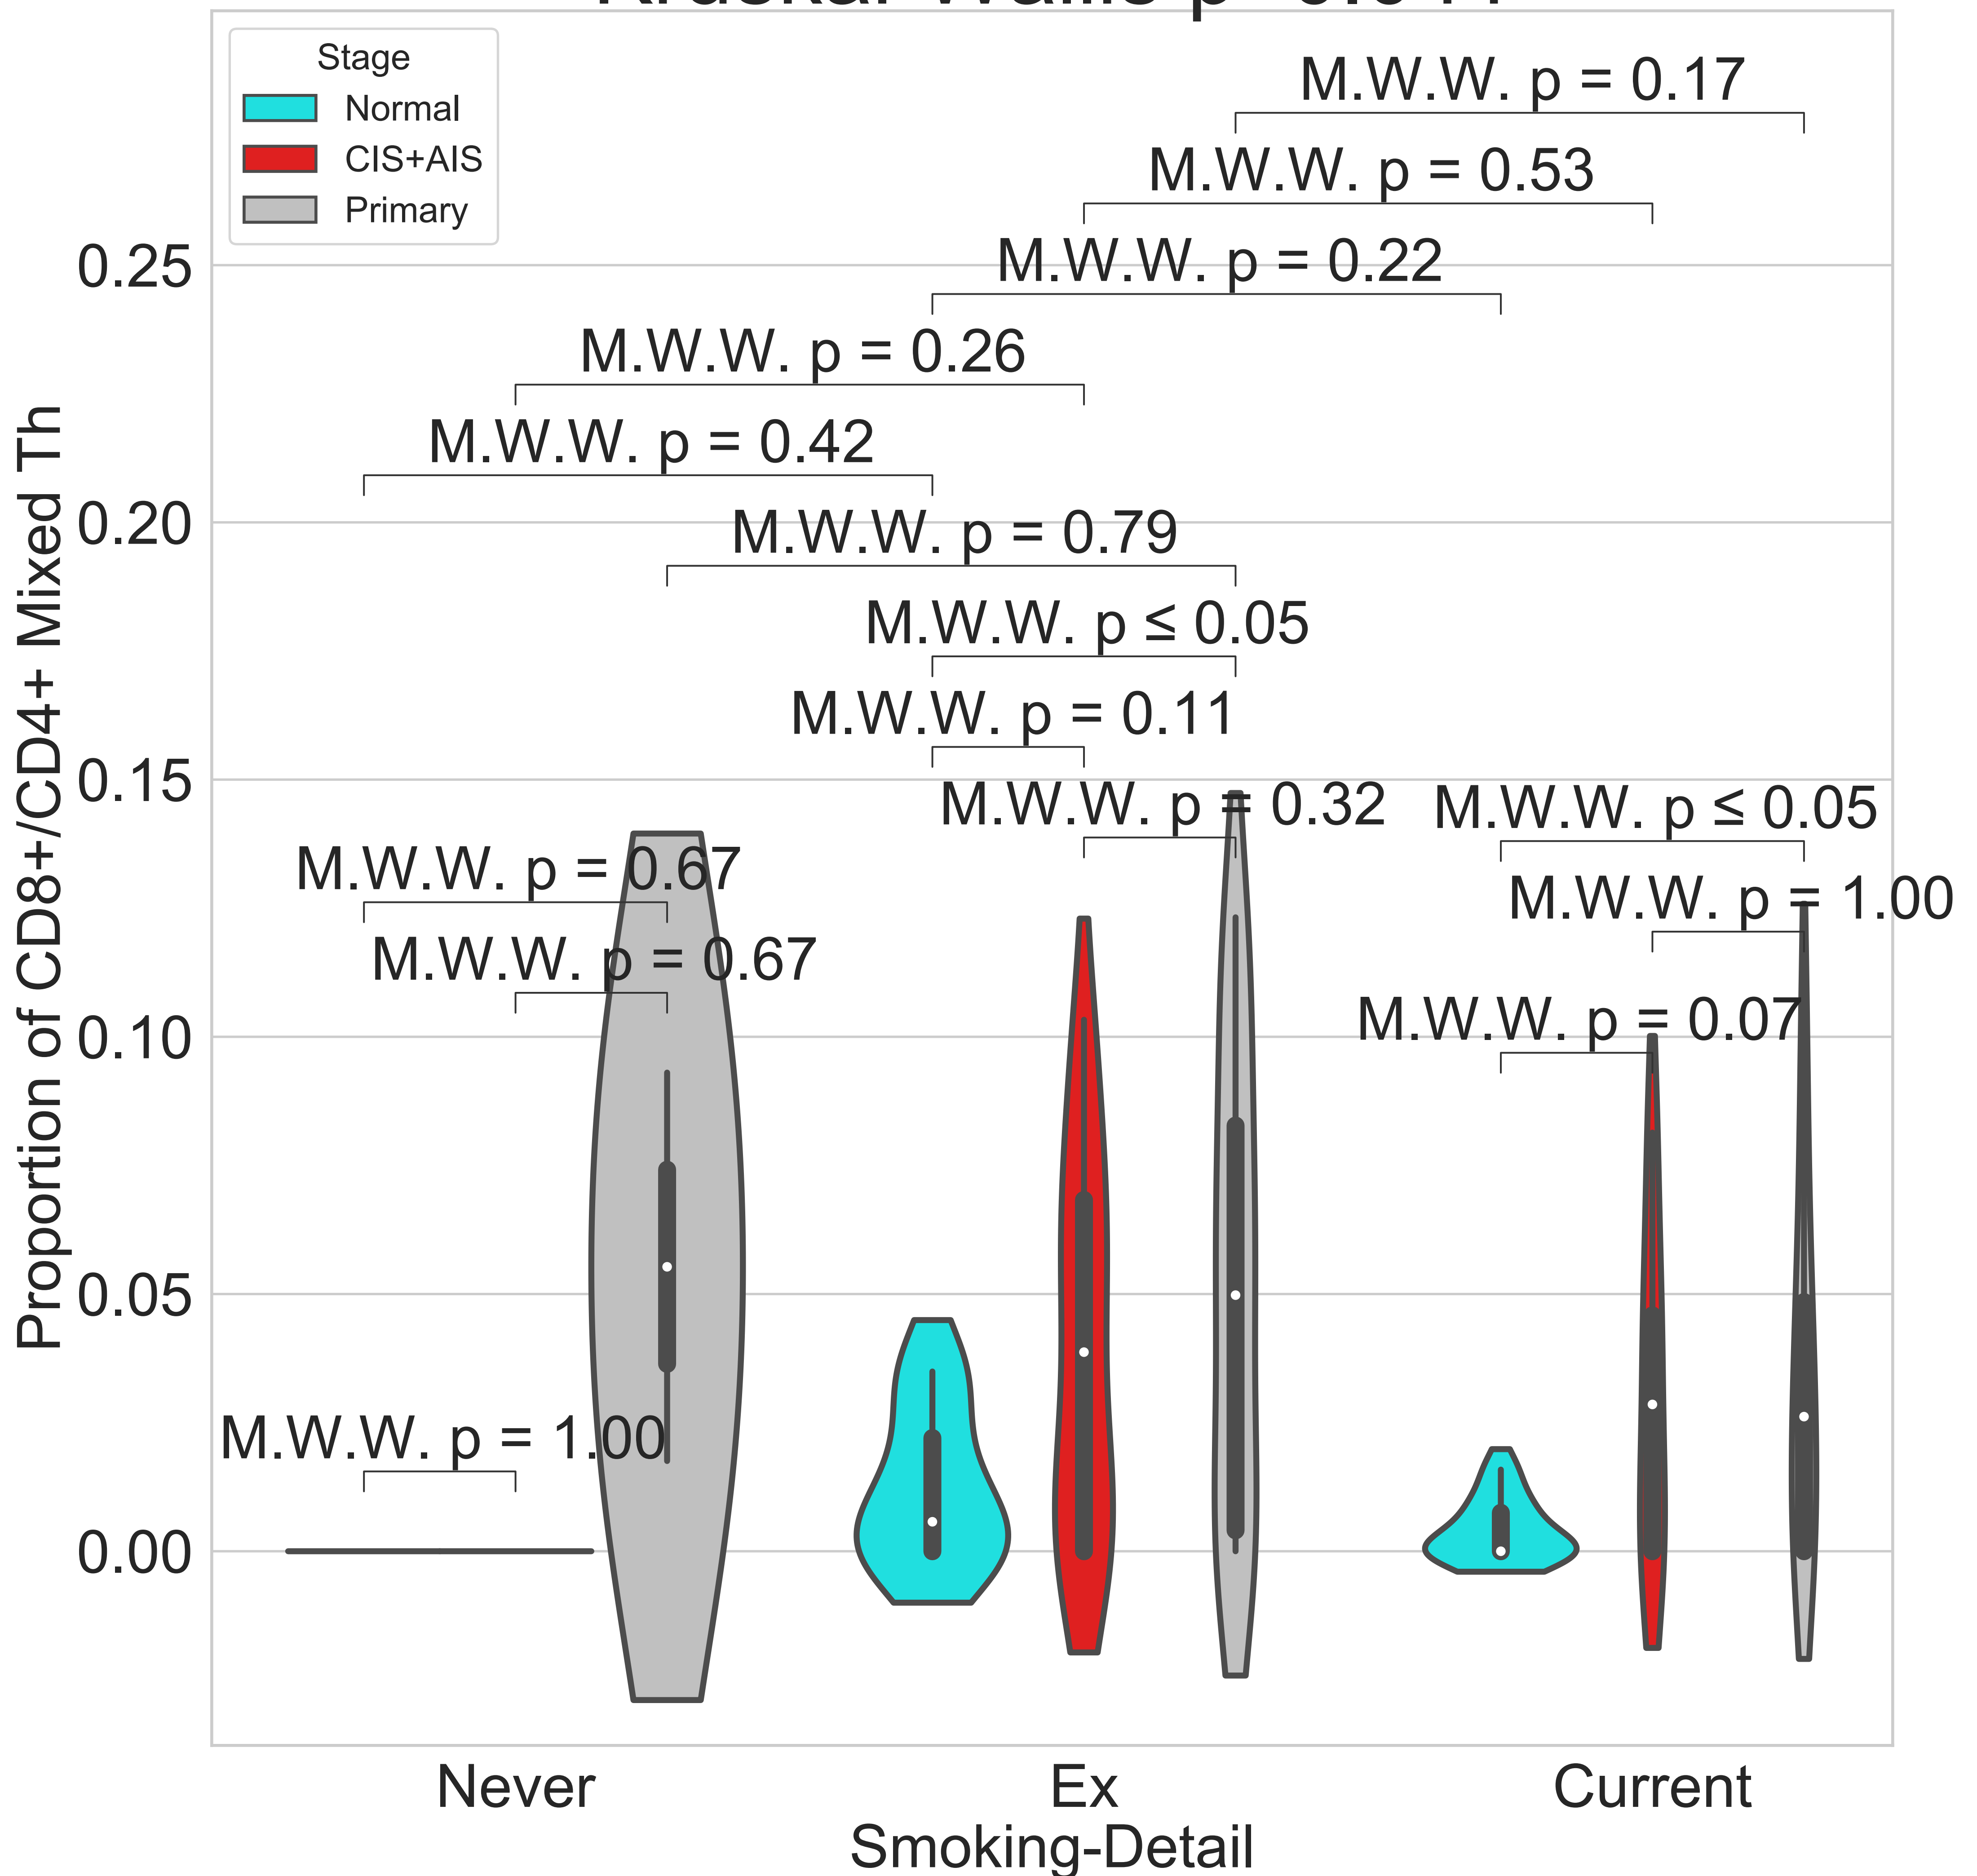 Stage
Normal
CIS+AIS
Primary
M.W.W. p = 0.17
M.W.W. p = 0.53
M.W.W. p = 0.22
M.W.W. p = 0.26
M.W.W. p = 0.42
M.W.W. p = 0.79
M.W.W. p ≤ 0.05
M.W.W. p = 0.11
M.W.W. p = 0.32
M.W.W. p ≤ 0.05
M.W.W. p = 0.67
M.W.W. p = 1.00
M.W.W. p = 0.67
M.W.W. p = 0.07
M.W.W. p = 1.00
0.25
0.20
0.15
0.10
0.05
0.00
Proportion of CD8+/CD4+ Mixed Th
Never
Ex
Current
Smoking-Detail